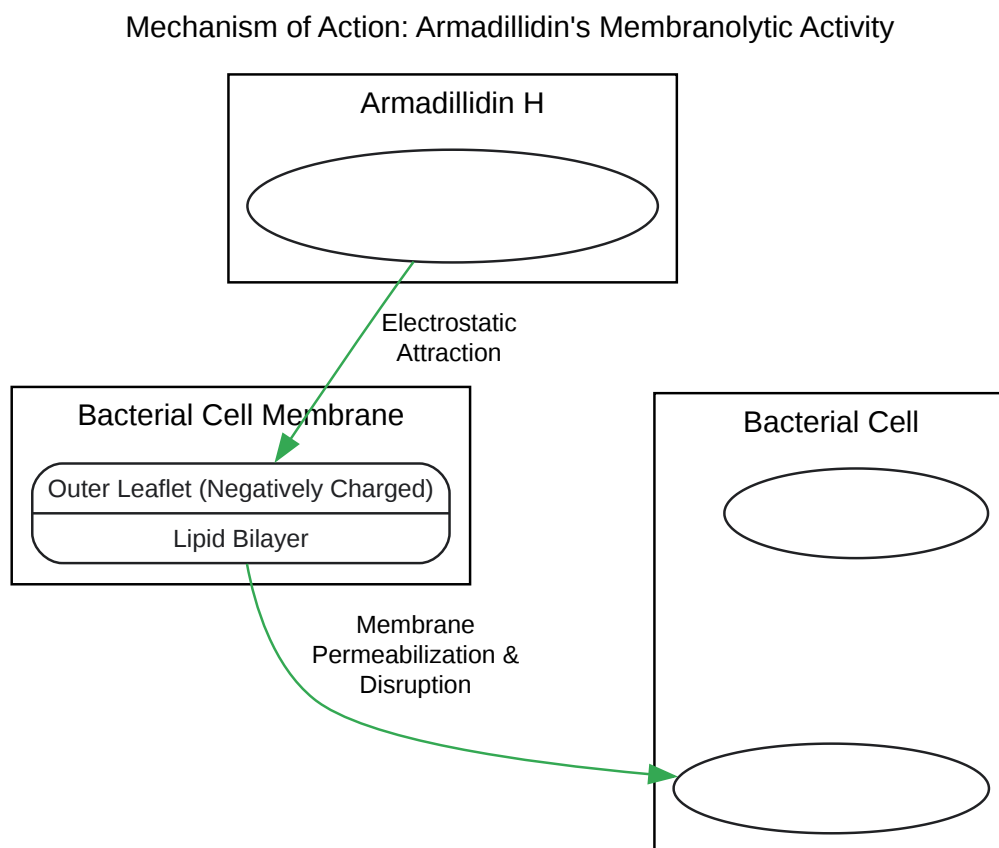 Mechanism of Action: Armadillidin's Membranolytic Activity
Armadillidin H
Electrostatic
Attraction
Bacterial Cell Membrane
Outer Leaflet (Negatively Charged)
Lipid Bilayer
Bacterial Cell
Membrane
Permeabilization &
Disruption